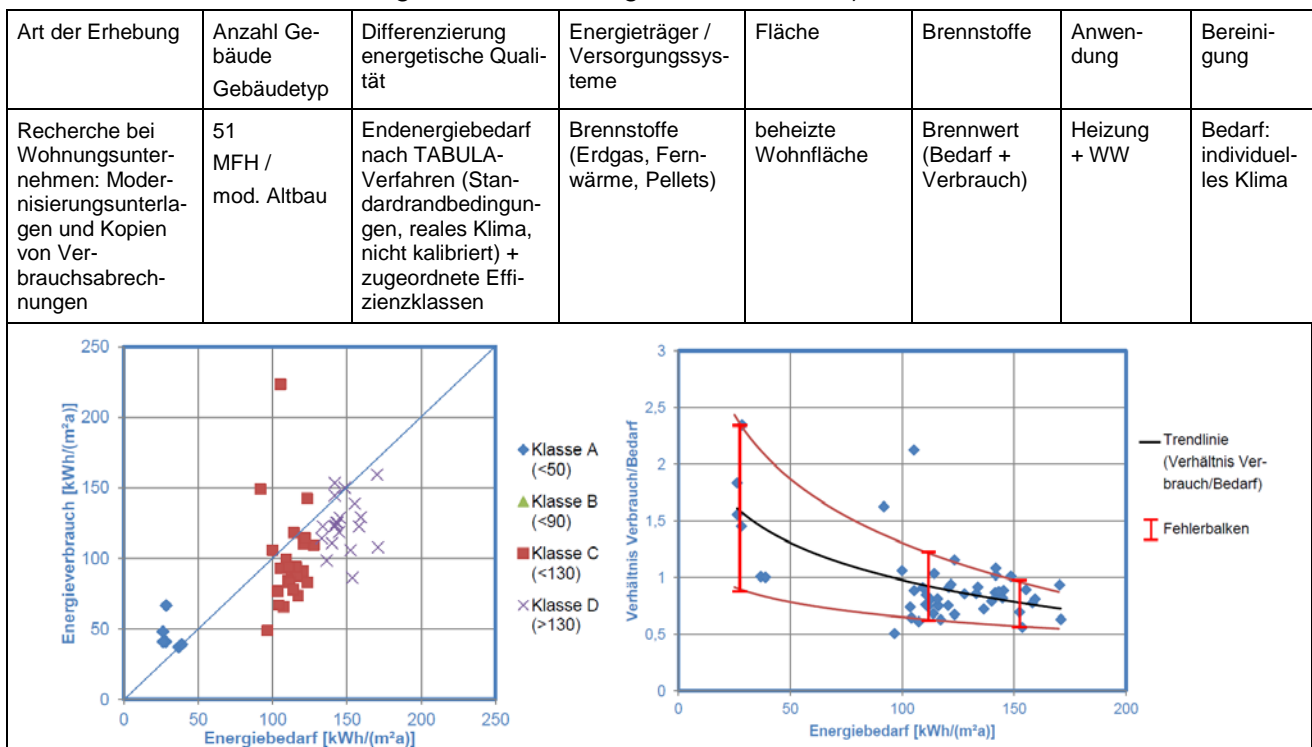 Art der Erhebung
Anzahl Ge-
bäude
Gebäudetyp
Differenzierung
energetische Quali-
tät
Energieträger /
Versorgungssys-
teme
Fläche
Brennstoffe
Anwen-
dung
Bereini-
gung
Recherche bei
Wohnungsunter-
nehmen: Moder-
nisierungsunterla-
gen und Kopien
von Ver-
brauchsabrech-
nungen
51
MFH /
mod. Altbau
Endenergiebedarf
nach TABULA-
Verfahren (Stan-
dardrandbedingun-
gen, reales Klima,
nicht kalibriert) +
zugeordnete Effi-
zienzklassen
Brennstoffe
(Erdgas, Fern-
wärme, Pellets)
beheizte
Wohnfläche
Brennwert
(Bedarf +
Verbrauch)
Heizung
+ WW
Bedarf:
individuel-
les Klima
Energieverbrauch [kWh/(m²a)]
250
200
150
100
50
0
0 50 100 150 200 250
Energiebedarf [kWh/(m²a)]
Klasse A
(<50)
Klasse B
(<90)
Klasse C
(<130)
Klasse D
(>130)
Verhältnis Verbrauch/Bedarf
3
2,5
2
1,5
1
0,5
0
0 50 100 150 200
Energiebedarf [kWh/(m²a)]
Trendlinie
(Verhältnis Ver-
brauch/Bedarf)
Fehlerbalken